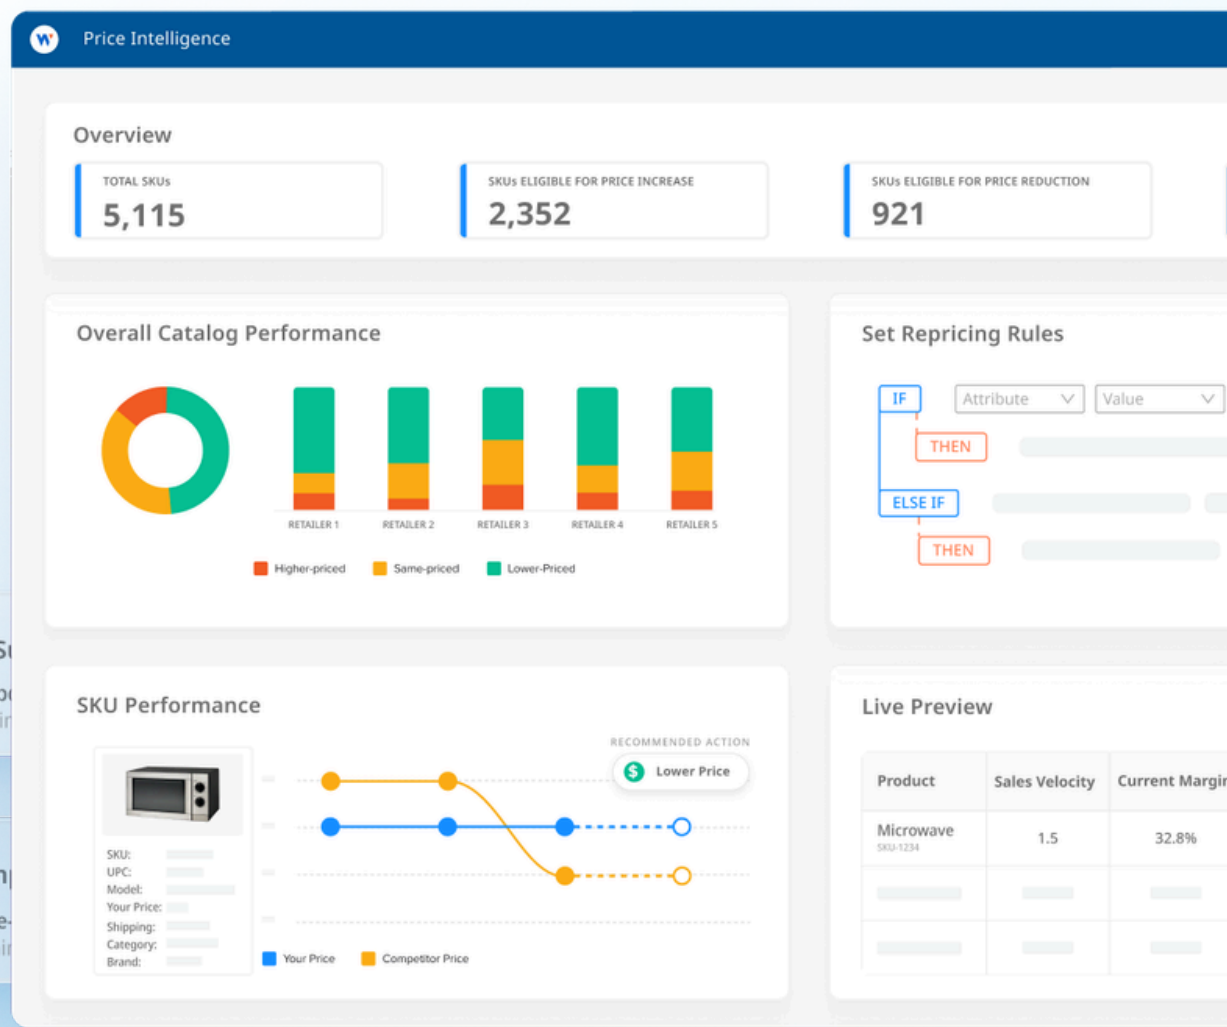 W
Price Intelligence
Overview
TOTAL SKUs
5,115
SKUs ELIGIBLE FOR PRICE INCREASE
2,352
SKUs ELIGIBLE FOR PRICE REDUCTION
921
Overall Catalog Performance
RETAILER 1 RETAILER 2 RETAILER 3 RETAILER 4 RETAILER 5
Higher-priced Same-priced Lower-Priced
Set Repricing Rules
IF Attribute Value
THEN
ELSE IF
THEN
SKU Performance
RECOMMENDED ACTION
$ Lower Price
SKU:
UPC:
Model:
Your Price:
Shipping:
Category:
Brand:
Your Price Competitor Price
Live Preview
Product Sales Velocity Current Margin
Microwave 1.5 32.8%
SKU-1234